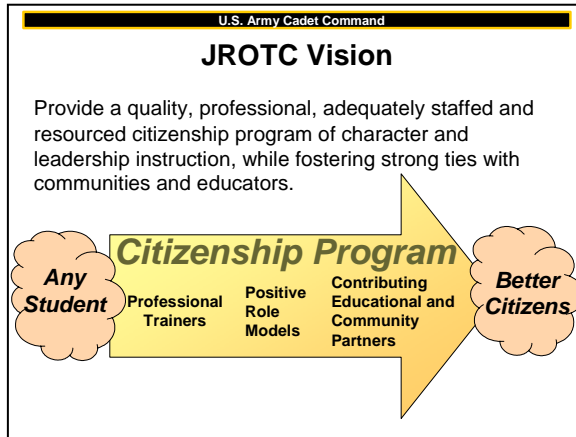 U.S. Army Cadet Command
JROTC Vision
Provide a quality, professional, adequately staffed and
resourced citizenship program of character and
leadership instruction, while fostering strong ties with
communities and educators.
Citizenship Program
Any
Student
Professional
Trainers
Positive
Role
Models
Contributing
Educational and
Community
Partners
Better
Citizens